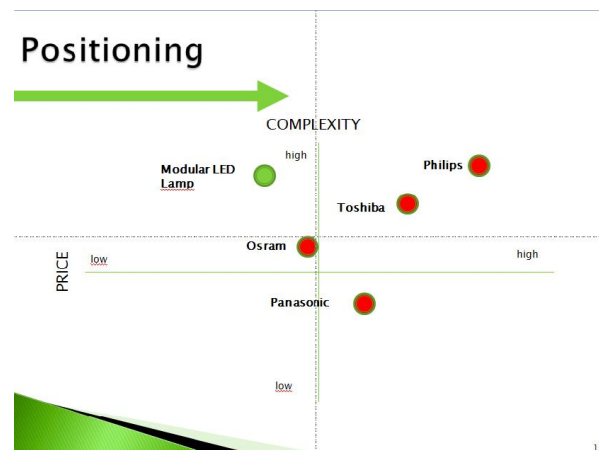 Positioning
COMPLEXITY
high
Modular LED
Lamp
Philips
Toshiba
Osram
high
low
PRICE
Panasonic
low
1